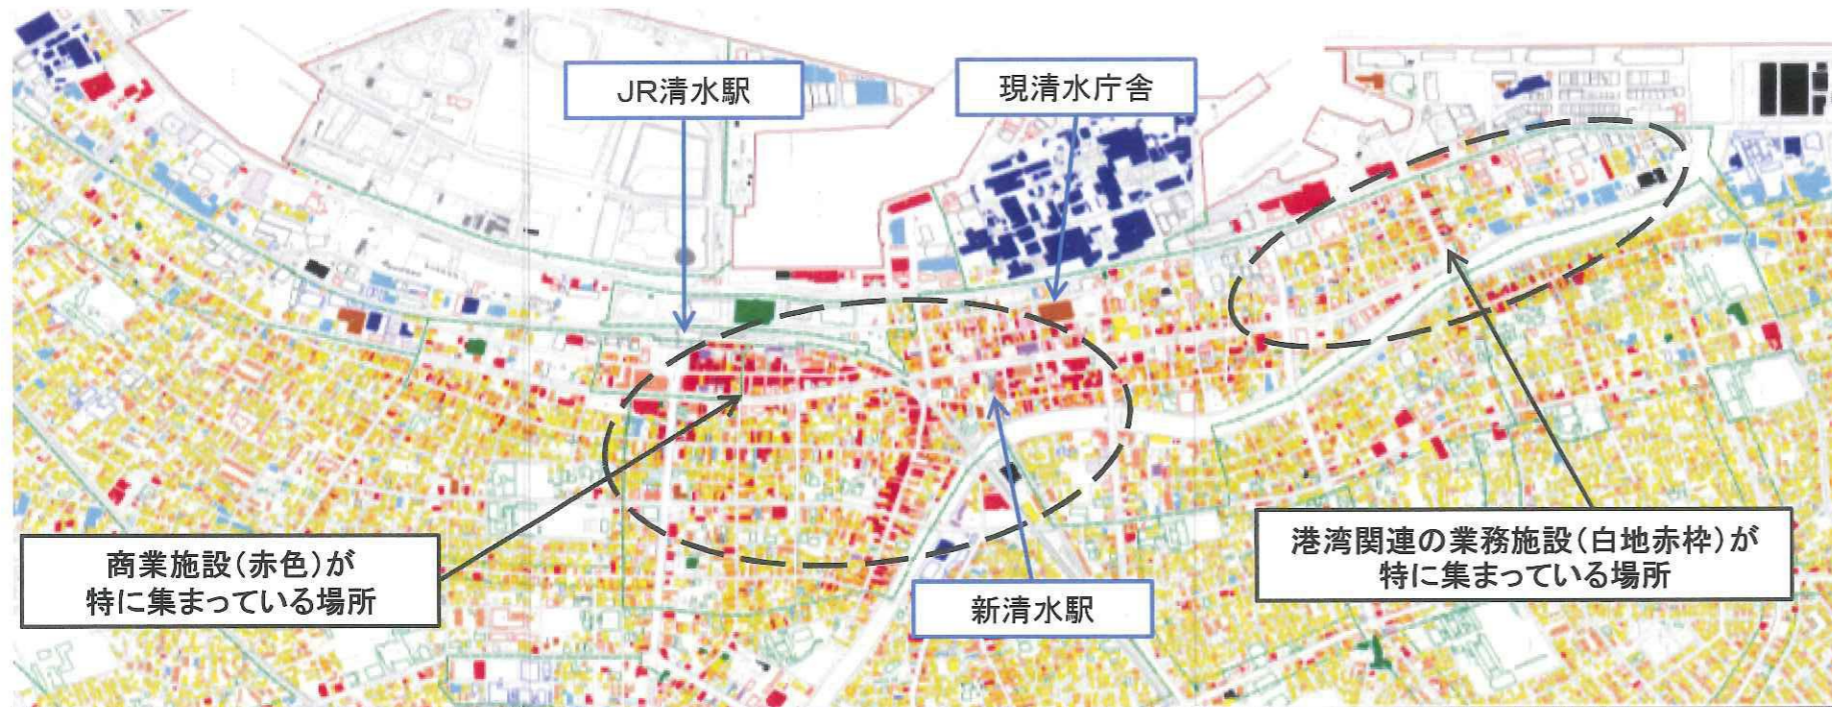 JR清水駅
現清水庁舎
商業施設(赤色)が
特に集まっている場所
新清水駅
港湾関連の業務施設(白地赤枠)が
特に集まっている場所